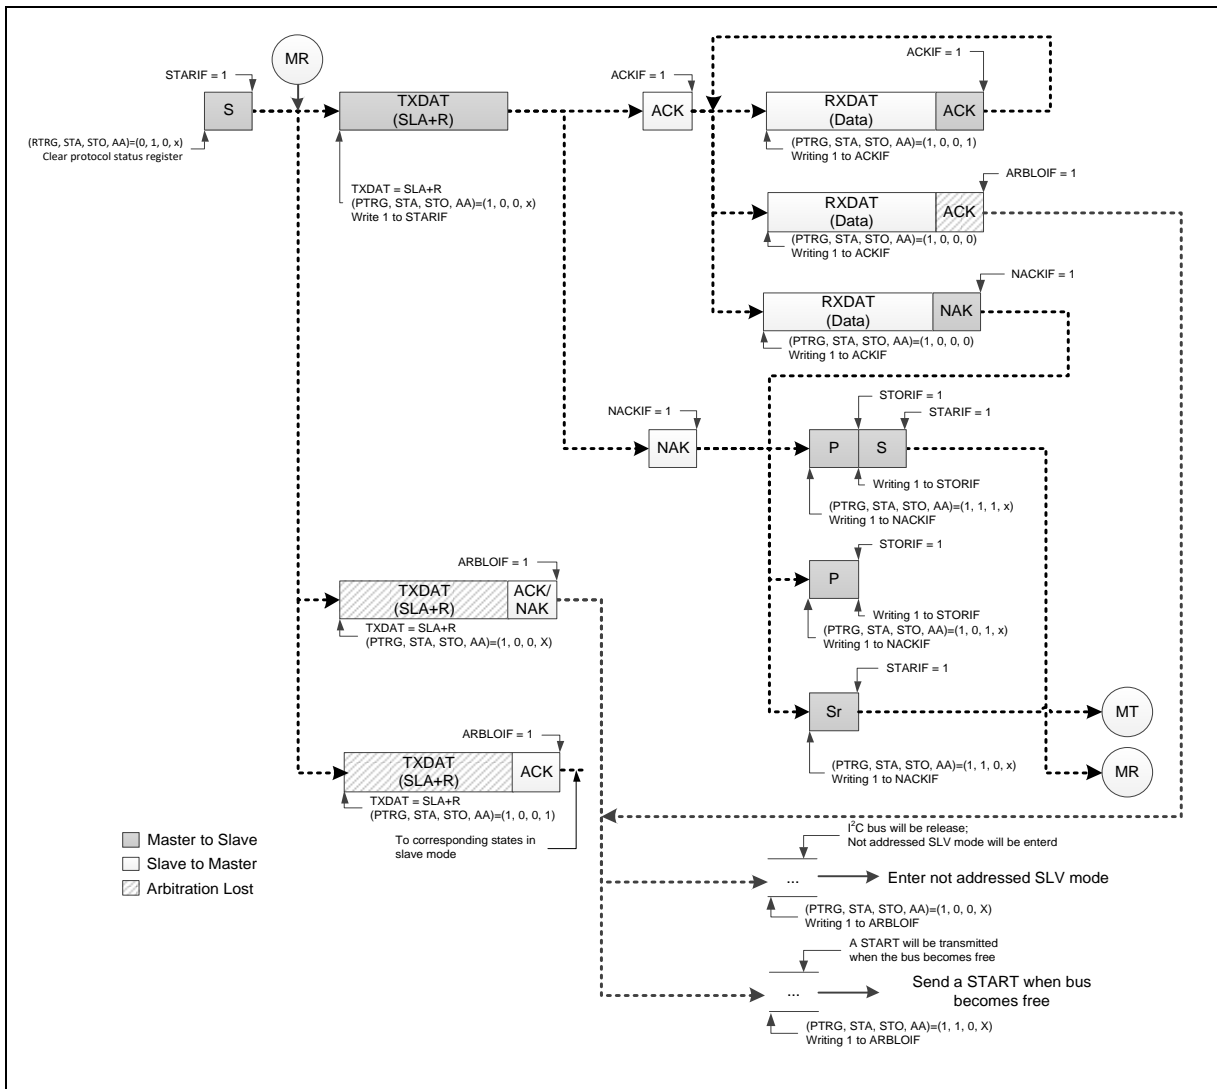 MR
STARIF = 1
S
(RTRG, STA, STO, AA)=(0, 1, 0, x)
Clear protocol status register
TXDAT
(SLA+R)
TXDAT = SLA+R
(PTRG, STA, STO, AA)=(1, 0, 0, x)
Write 1 to STARIF
ACKIF = 1
ACK
ACKIF = 1
RXDAT
(Data)
ACK
(PTRG, STA, STO, AA)=(1, 0, 0, 1)
Writing 1 to ACKIF
ARBLOIF = 1
RXDAT
(Data)
ACK
(PTRG, STA, STO, AA)=(1, 0, 0, 0)
Writing 1 to ACKIF
NACKIF = 1
RXDAT
(Data)
NAK
(PTRG, STA, STO, AA)=(1, 0, 0, 0)
Writing 1 to ACKIF
NACKIF = 1
NAK
STORIF = 1
STARIF = 1
P
S
Writing 1 to STORIF
(PTRG, STA, STO, AA)=(1, 1, 1, x)
Writing 1 to NACKIF
STORIF = 1
P
Writing 1 to STORIF
(PTRG, STA, STO, AA)=(1, 0, 1, x)
Writing 1 to NACKIF
STARIF = 1
Sr
(PTRG, STA, STO, AA)=(1, 1, 0, x)
Writing 1 to NACKIF
MT
MR
ARBLOIF = 1
TXDAT
(SLA+R)
ACK/
NAK
TXDAT = SLA+R
(PTRG, STA, STO, AA)=(1, 0, 0, X)
ARBLOIF = 1
TXDAT
(SLA+R)
ACK
TXDAT = SLA+R
(PTRG, STA, STO, AA)=(1, 0, 0, 1)
To corresponding states in
slave mode
Master to Slave
Slave to Master
Arbitration Lost
I²C bus will be release;
Not addressed SLV mode will be enterd
...
Enter not addressed SLV mode
(PTRG, STA, STO, AA)=(1, 0, 0, X)
Writing 1 to ARBLOIF
A START will be transmitted
when the bus becomes free
...
Send a START when bus
becomes free
(PTRG, STA, STO, AA)=(1, 1, 0, X)
Writing 1 to ARBLOIF